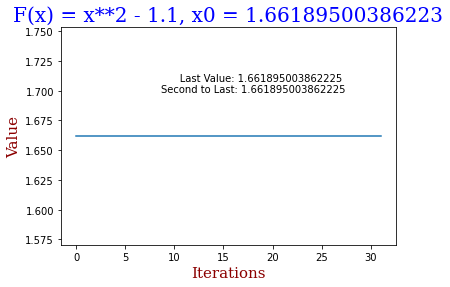 F(x) = x**2 - 1.1, x0 = 1.66189500386223
1.750
1.725
1.700
1.675
1.650
1.625
1.600
1.575
Value
Last Value: 1.661895003862225
Second to Last: 1.661895003862225
0 5 10 15 20 25 30
Iterations